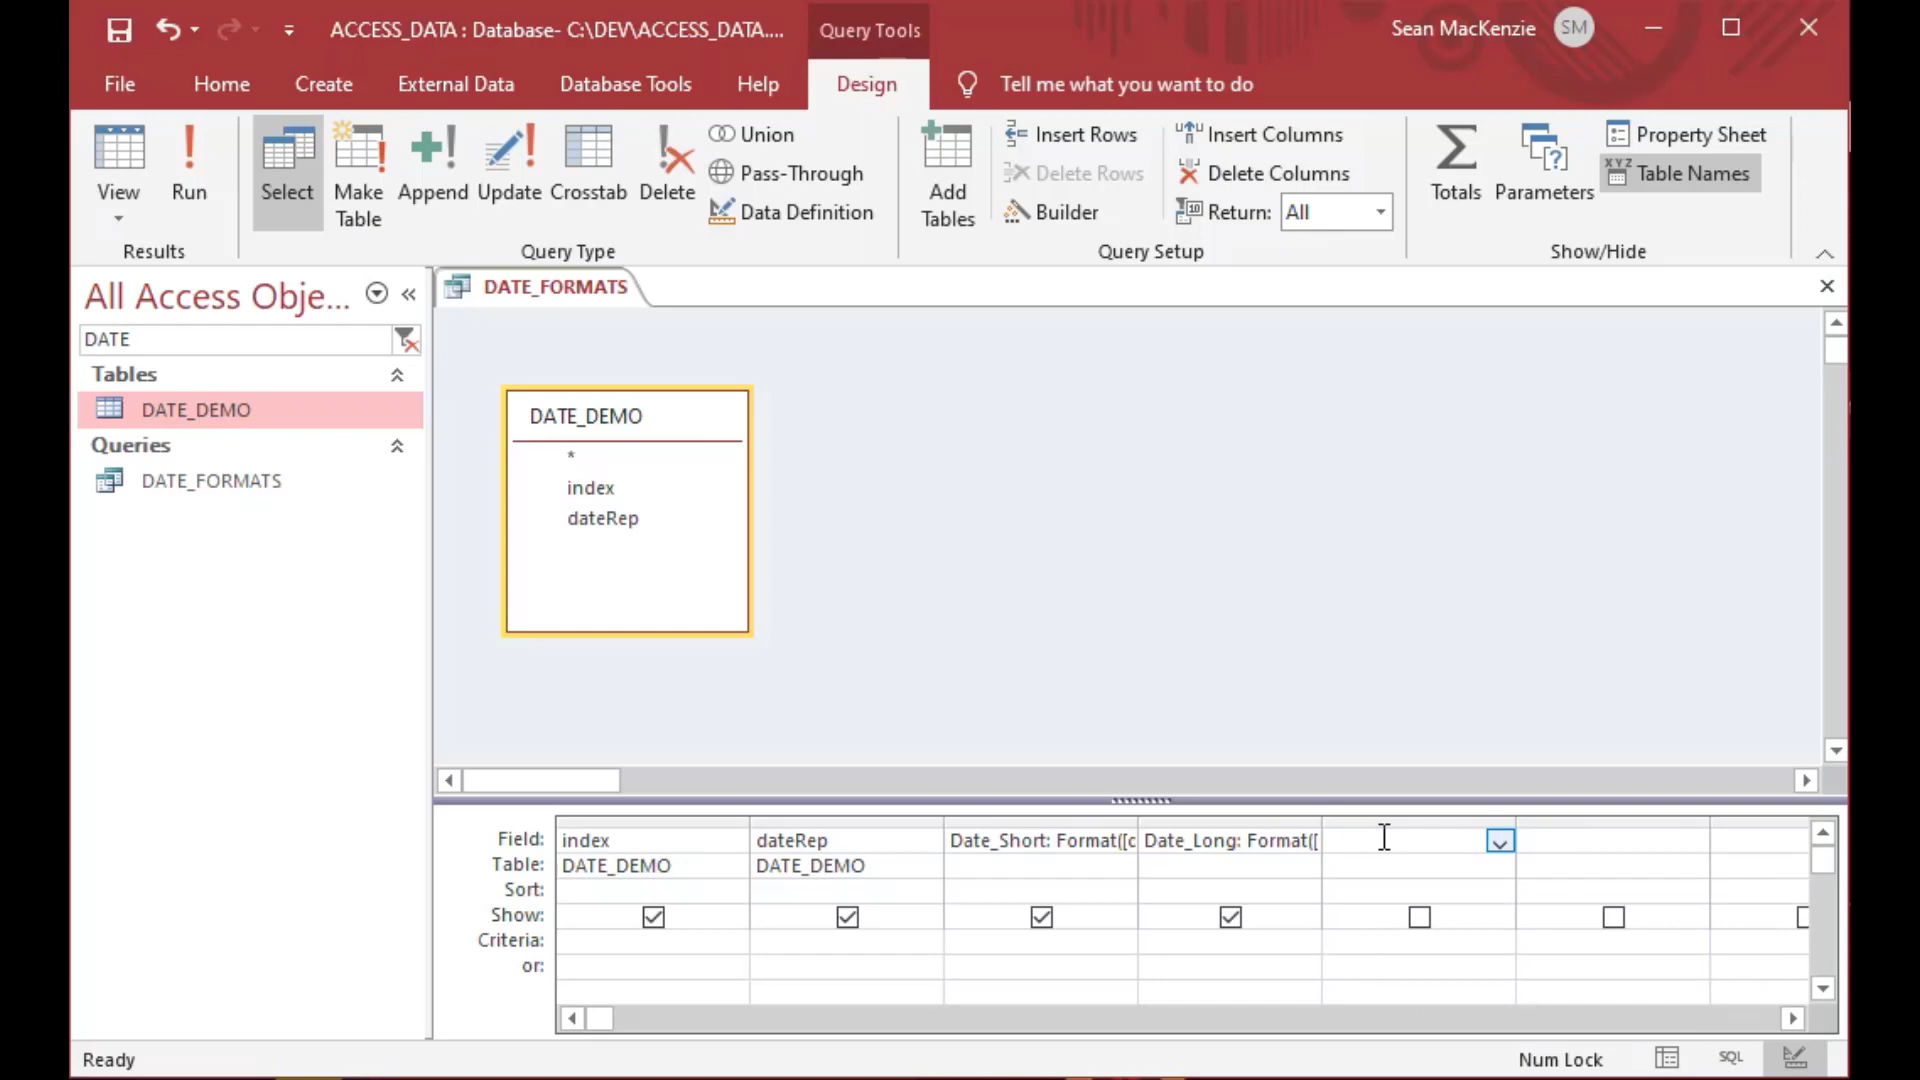 ACCESS_DATA : Database- C:\DEV\ACCESS_DATA....
Query Tools
Sean MacKenzie
SM
File
Home
Create
External Data
Database Tools
Help
Design
Tell me what you want to do
View
Run
Results
Select
Make Table
Append
Update
Crosstab
Delete
Union
Pass-Through
Data Definition
Query Type
Add Tables
Insert Rows
Delete Rows
Builder
Insert Columns
Delete Columns
Return: All
Query Setup
Totals
Parameters
Property Sheet
Table Names
Show/Hide
All Access Obje...
DATE
Tables
DATE_DEMO
Queries
DATE_FORMATS
DATE_FORMATS
DATE_DEMO
*
index
dateRep
Field: index dateRep Date_Short: Format([c Date_Long: Format([
Table: DATE_DEMO DATE_DEMO
Sort:
Show:
Criteria:
or:
Ready
Num Lock
SQL